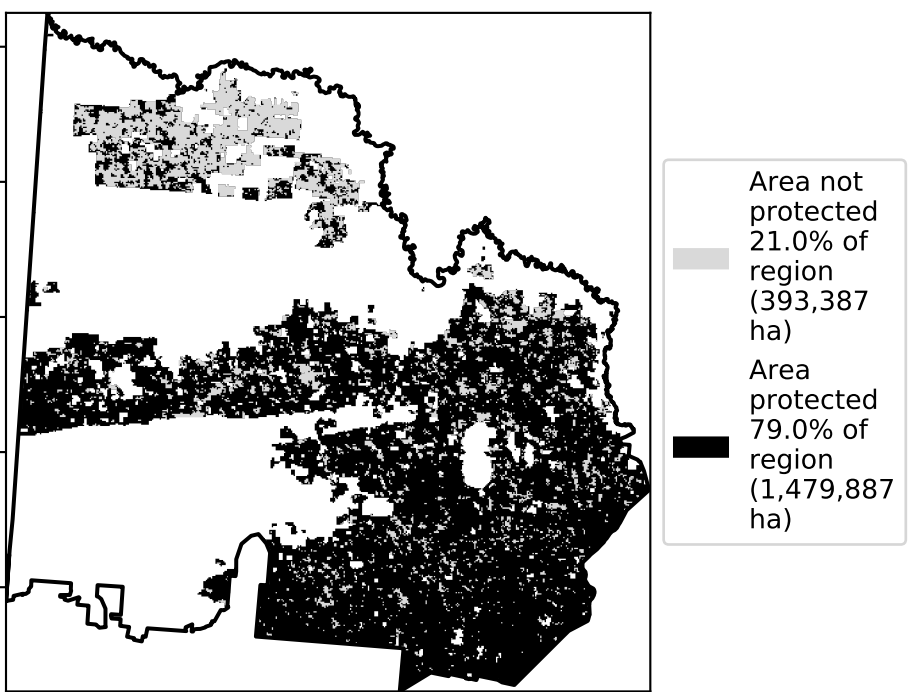 Area not
protected
21.0% of
region
(393,387
ha)
Area
protected
79.0% of
region
(1,479,887
ha)